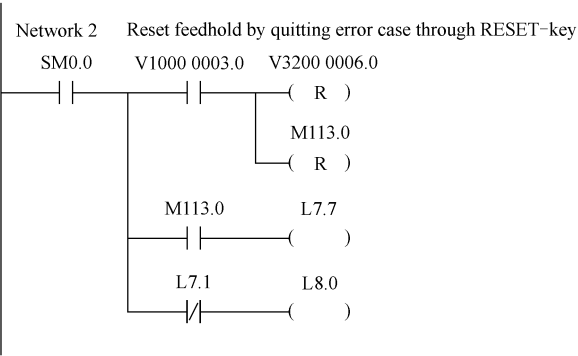 Network 2 Reset feedhold by quitting error case through RESET-key
SM0.0 V1000 0003.0 V3200 0006.0
( R )
M113.0
( R )
M113.0 L7.7
( )
L7.1 L8.0
( )